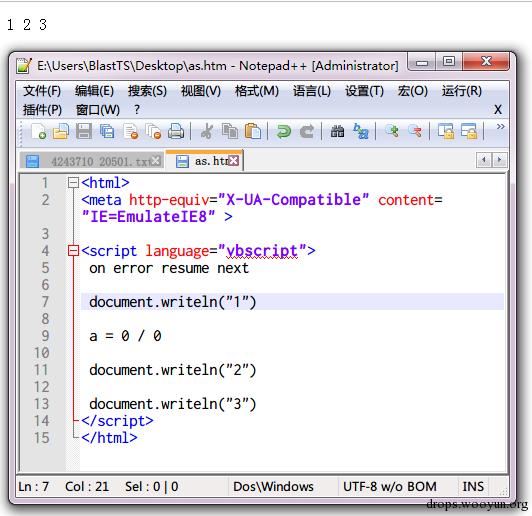 1 2 3
E:\Users\BlastTS\Desktop\as.htm - Notepad++ [Administrator]
文件(F) 编辑(E) 搜索(S) 视图(V) 格式(M) 语言(L) 设置(T) 宏(O) 运行(R)
插件(P) 窗口(W) ? X
4243710_20501.txt as.htm
1 <html>
2 <meta http-equiv="X-UA-Compatible" content=
"IE=EmulateIE8" >
3
4 <script language="vbscript">
5 on error resume next
6
7 document.writeln("1")
8
9 a = 0 / 0
10
11 document.writeln("2")
12
13 document.writeln("3")
14 </script>
15 </html>
Ln : 7 Col : 21 Sel : 0 | 0 Dos\Windows UTF-8 w/o BOM INS
drops.wooyun.org